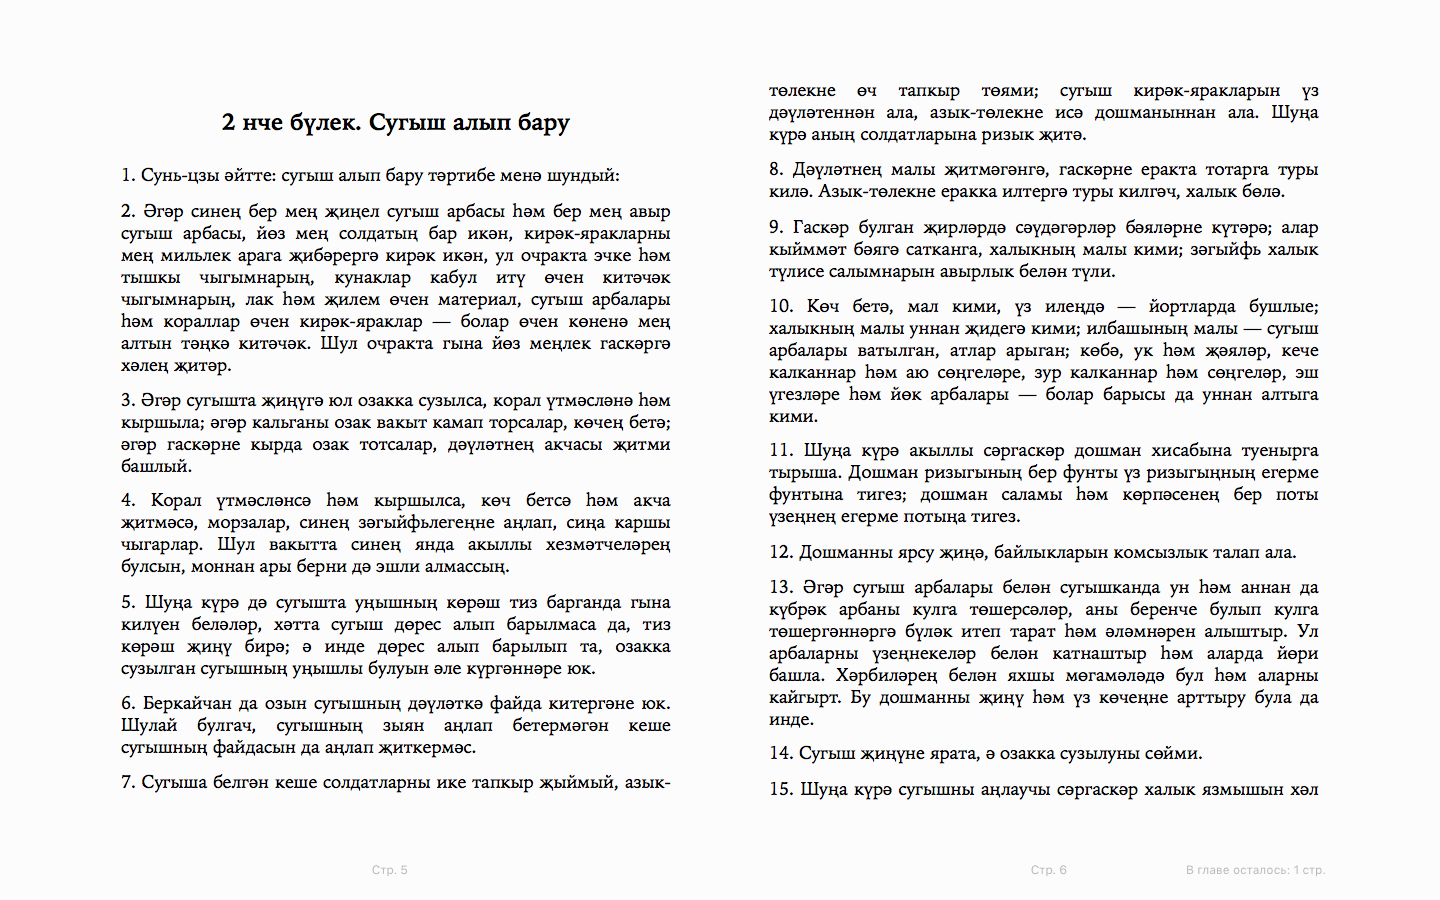 2 нче бүлек. Сугыш алып бару
1. Сунь-цзы әйтте: сугыш алып бару тәртибе менә шундый:
2. Әгәр синең бер мең җиңел сугыш арбасы һәм бер мең авыр
сугыш арбасы, йөз мең солдатың бар икән, кирәк-яракларны
мең мильлек арага җибәрергә кирәк икән, ул очракта эчке һәм
тышкы чыгымнарың, кунаклар кабул итү өчен китәчәк
чыгымнарың, лак һәм җилем өчен материал, сугыш арбалары
һәм кораллар өчен кирәк-яраклар — болар өчен көненә мең
алтын тәңкә китәчәк. Шул очракта гына йөз меңлек гаскәргә
хәлең җитәр.
3. Әгәр сугышта җиңүгә юл озакка сузылса, корал үтмәсләнә һәм
кыршыла; әгәр кальганы озак вакыт камап торсалар, көчең бетә;
әгәр гаскәрне кырда озак тотсалар, дәүләтнең акчасы җитми
башлый.
4. Корал үтмәсләнсә һәм кыршылса, көч бетсә һәм акча
җитмәсә, морзалар, синең зәгыйфьлегеңне аңлап, сиңа каршы
чыгарлар. Шул вакытта синең янда акыллы хезмәтчеләрең
булсын, моннан ары берни дә эшли алмассың.
5. Шуңа күрә дә сугышта уңышның көрәш тиз барганда гына
килүен беләләр, хәтта сугыш дөрес алып барылмаса да, тиз
көрәш җиңү бирә; ә инде дөрес алып барылып та, озакка
сузылган сугышның уңышлы булуын әле күргәннәре юк.
6. Беркайчан да озын сугышның дәүләткә файда китергәне юк.
Шулай булгач, сугышның зыян аңлап бетермәгән кеше
сугышның файдасын да аңлап җиткермәс.
7. Сугыша белгән кеше солдатларны ике тапкыр җыймый, азык-
Стр. 5
төлекне өч тапкыр төями; сугыш кирәк-яракларын үз
дәүләтеннән ала, азык-төлекне исә дошманыннан ала. Шуңа
күрә аның солдатларына ризык җитә.
8. Дәүләтнең малы җитмәгәнгә, гаскәрне еракта тотарга туры
килә. Азык-төлекне еракка илтергә туры килгәч, халык бөлә.
9. Гаскәр булган җирләрдә сәүдәгәрләр бәяләрне күтәрә; алар
кыйммәт бәягә сатканга, халыкның малы кими; зәгыйфь халык
түлисе салымнарын авырлык белән түли.
10. Көч бетә, мал кими, үз илеңдә — йортларда бушлые;
халыкның малы уннан җидегә кими; илбашының малы — сугыш
арбалары ватылган, атлар арыган; көбә, ук һәм җәяләр, кече
калканнар һәм аю сөңгеләре, зур калканнар һәм сөңгеләр, эш
үгезләре һәм йөк арбалары — болар барысы да уннан алтыга
кими.
11. Шуңа күрә акыллы сәргаскәр дошман хисабына туенырга
тырыша. Дошман ризыгының бер фунты үз ризыгыңның егерме
фунтына тигез; дошман саламы һәм көрпәсенең бер поты
үзеңнең егерме потыңа тигез.
12. Дошманны ярсу җиңә, байлыкларын комсызлык талап ала.
13. Әгәр сугыш арбалары белән сугышканда ун һәм аннан да
күбрәк арбаны кулга төшерсәләр, аны беренче булып кулга
төшергәннәргә бүләк итеп тарат һәм әләмнәрен алыштыр. Ул
арбаларны үзеңнекеләр белән катнаштыр һәм аларда йөри
башла. Хәрбиләрең белән яхшы мөгамәләдә бул һәм аларны
кайгырт. Бу дошманны җиңү һәм үз көчеңне арттыру була да
инде.
14. Сугыш җиңүне ярата, ә озакка сузылуны сөйми.
15. Шуңа күрә сугышны аңлаучы сәргаскәр халык язмышын хәл
Стр. 6
В главе осталось: 1 стр.